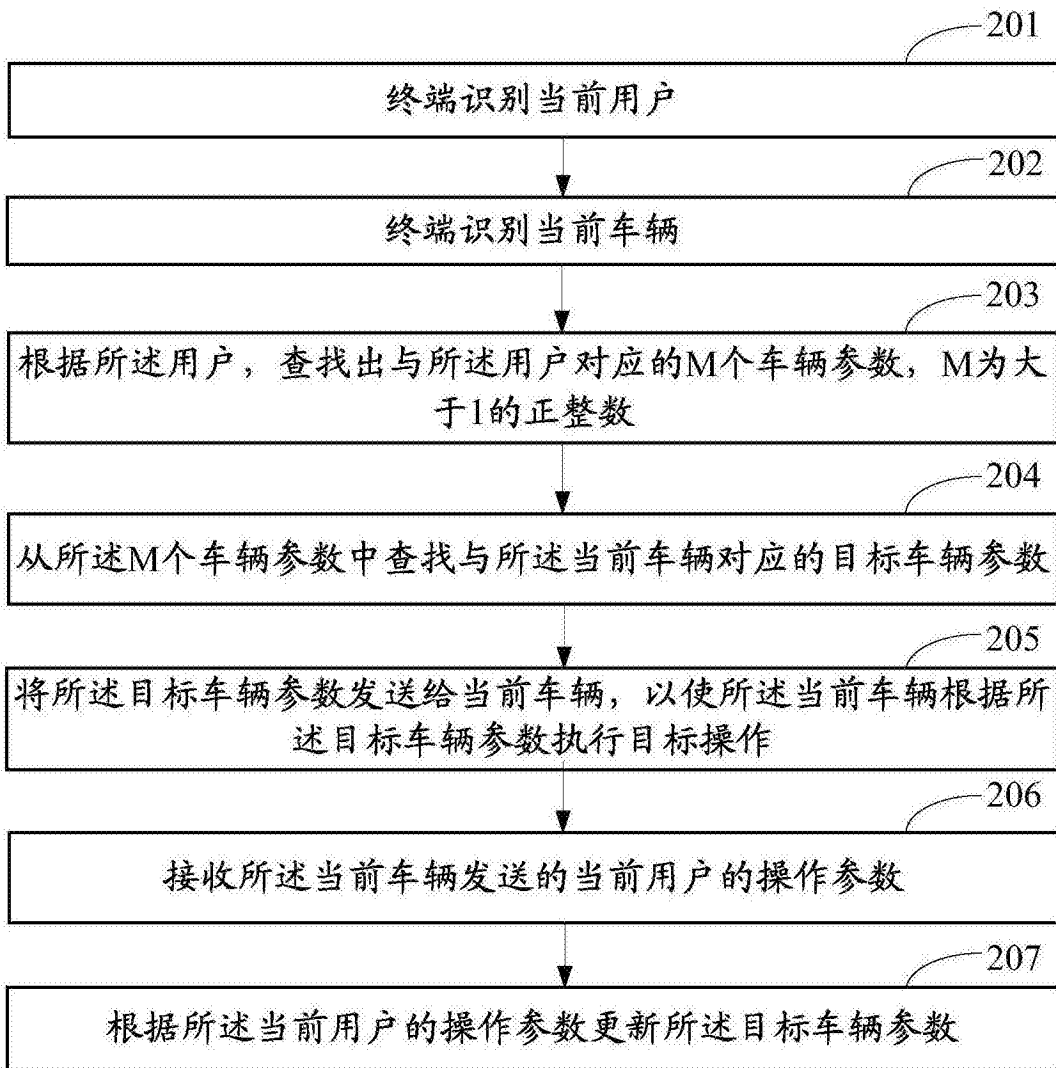 201
终端识别当前用户
202
终端识别当前车辆
203
根据所述用户，查找出与所述用户对应的M个车辆参数，M为大
于1的正整数
204
从所述M个车辆参数中查找与所述当前车辆对应的目标车辆参数
205
将所述目标车辆参数发送给当前车辆，以使所述当前车辆根据所
述目标车辆参数执行目标操作
206
接收所述当前车辆发送的当前用户的操作参数
207
根据所述当前用户的操作参数更新所述目标车辆参数